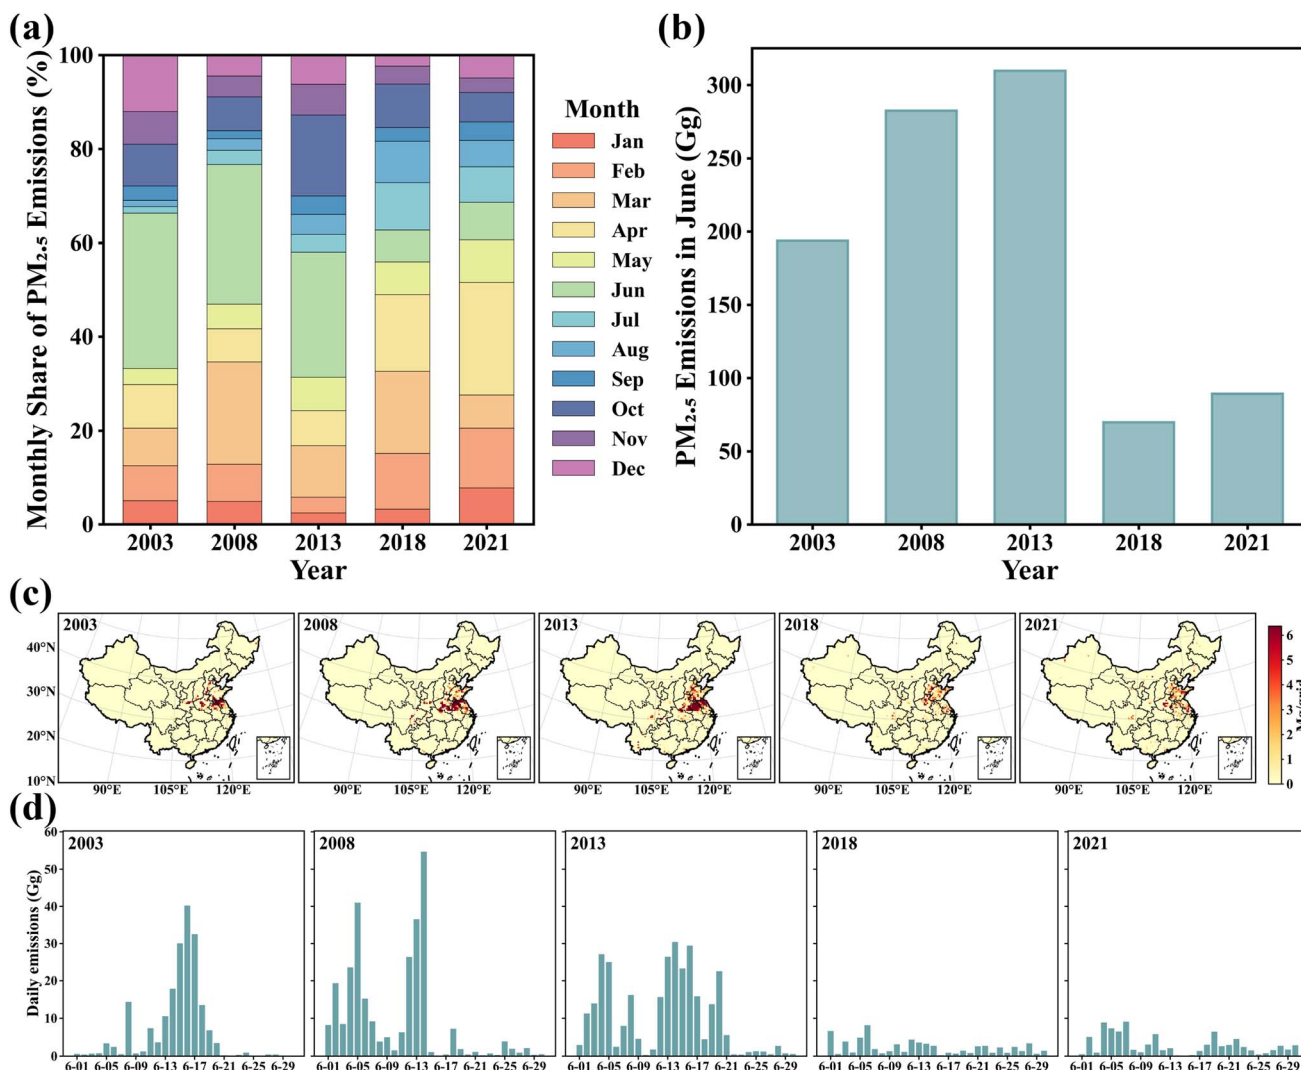 (a)
Monthly Share of PM₂.₅ Emissions (%)
100
80
60
40
20
0
2003 2008 2013 2018 2021
Year
Month
Jan
Feb
Mar
Apr
May
Jun
Jul
Aug
Sep
Oct
Nov
Dec
(b)
PM₂.₅ Emissions in June (Gg)
300
250
200
150
100
50
0
2003 2008 2013 2018 2021
Year
(c)
2003 2008 2013 2018 2021
40°N
30°N
20°N
10°N
90°E 105°E 120°E 90°E 105°E 120°E 90°E 105°E 120°E 90°E 105°E 120°E 90°E 105°E 120°E
6
5
4
3
2
1
0
(d)
Daily emissions (Gg)
60
50
40
30
20
10
0
2003 2008 2013 2018 2021
6-01 6-05 6-09 6-13 6-17 6-21 6-25 6-29 6-01 6-05 6-09 6-13 6-17 6-21 6-25 6-29 6-01 6-05 6-09 6-13 6-17 6-21 6-25 6-29 6-01 6-05 6-09 6-13 6-17 6-21 6-25 6-29 6-01 6-05 6-09 6-13 6-17 6-21 6-25 6-29